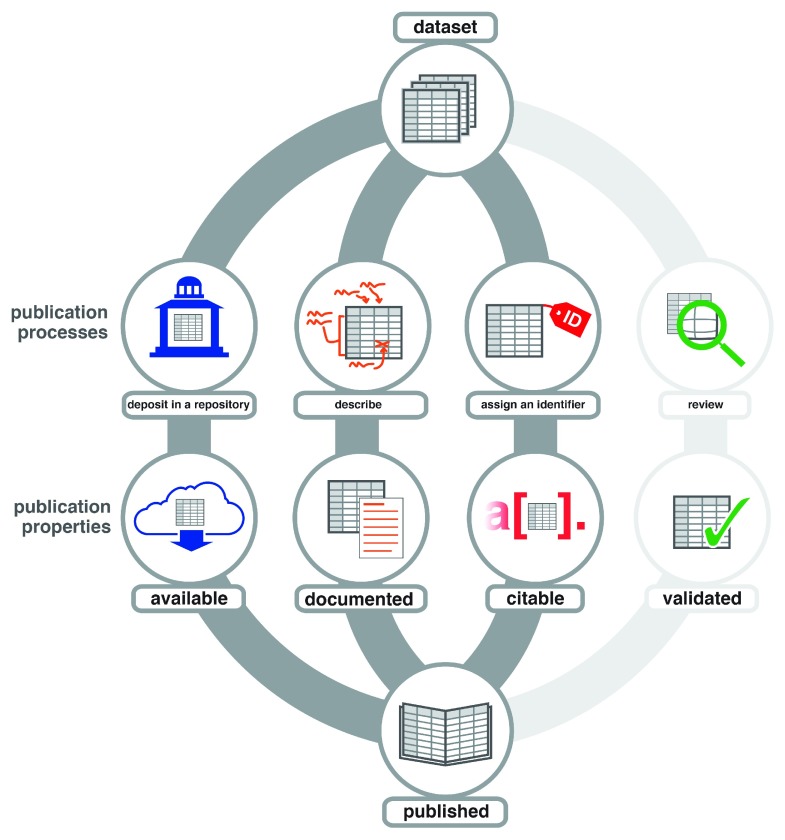 dataset
publication
processes
ID
deposit in a repository
describe
assign an identifier
review
publication
properties
a[ ].
available
documented
citable
validated
published